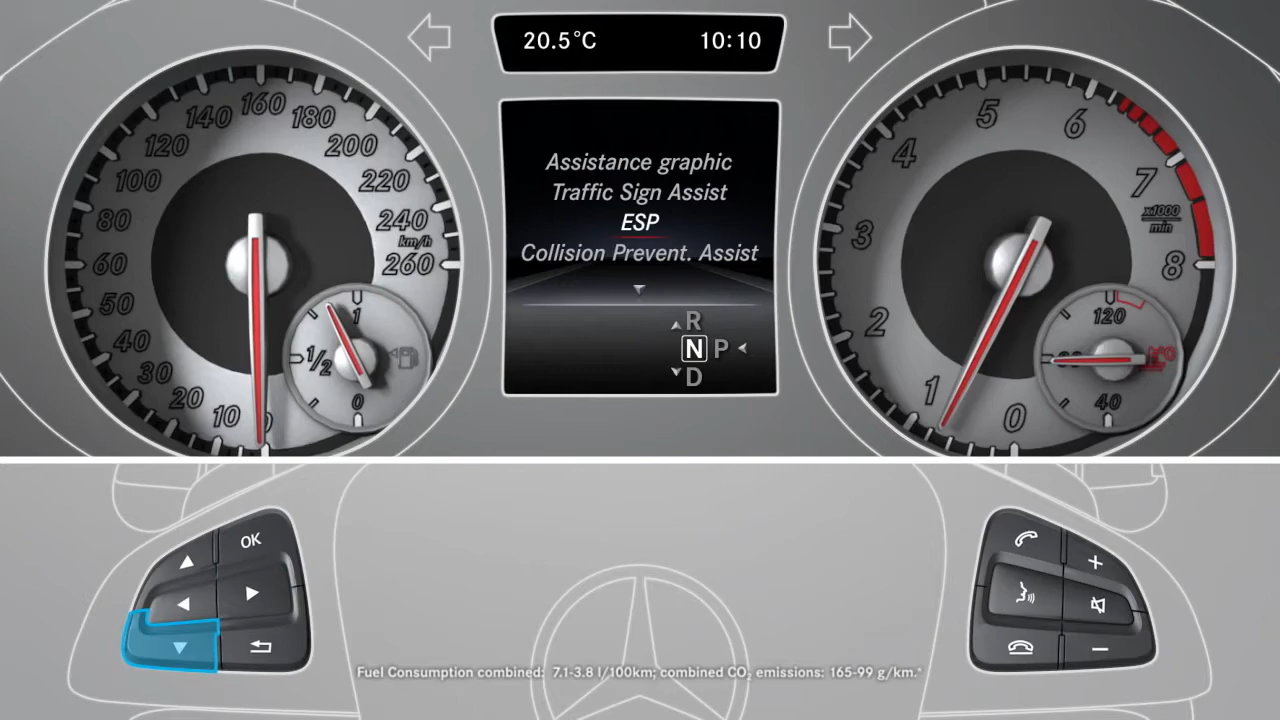 20.5°C 10:10
Assistance graphic
Traffic Sign Assist
ESP
Collision Prevent. Assist
R
N P
D
160
140 180
120 200
100 220
80 240
km/h
60 260
50
40
30
20
10
0
1
1/2
0
5 6
4
7
3
x1000
min
8
2
1
0
120
40
OK
Fuel Consumption combined: 7.1-3.8 l/100km; combined CO₂ emissions: 165-99 g/km.*